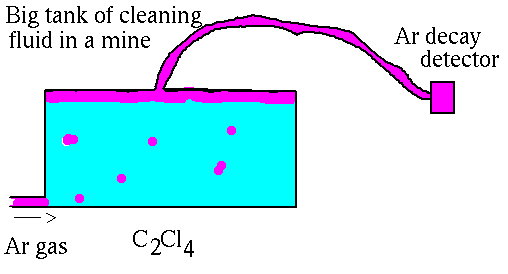 Big tank of cleaning
fluid in a mine
Ar decay
detector
Ar gas
C2Cl4